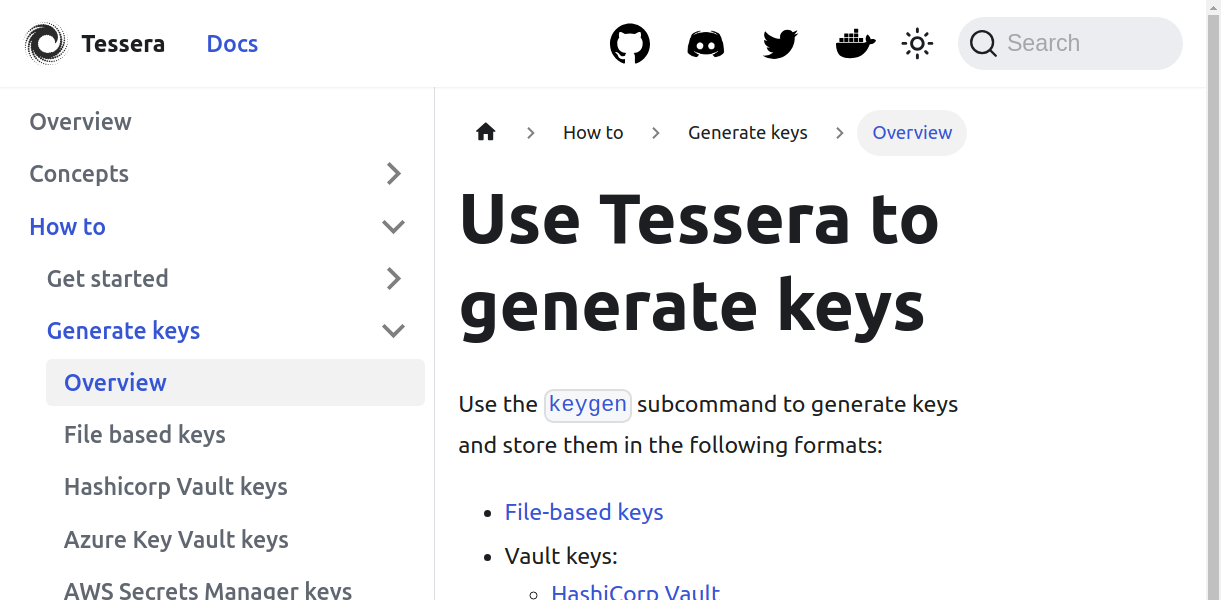 Tessera
Docs
Search
Overview
Concepts
How to
Get started
Generate keys
Overview
File based keys
Hashicorp Vault keys
Azure Key Vault keys
AWS Secrets Manager keys
How to
Generate keys
Overview
Use Tessera to
generate keys
Use the keygen subcommand to generate keys
and store them in the following formats:
File-based keys
Vault keys:
HashiCorp Vault